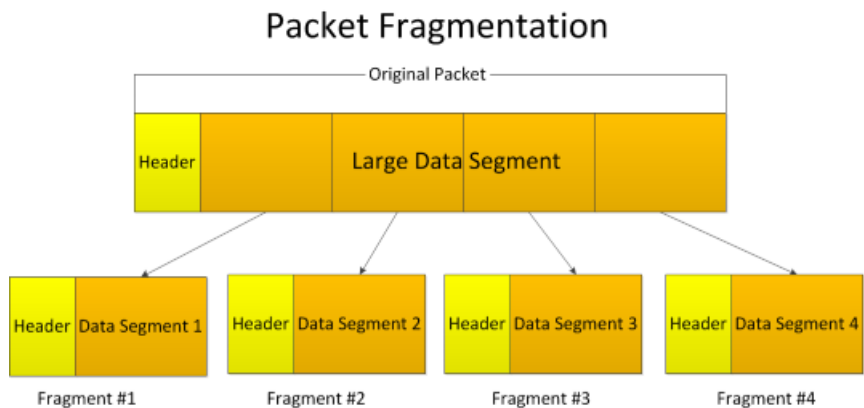 Packet Fragmentation
Original Packet
Header Large Data Segment
Header Data Segment 1 Header Data Segment 2 Header Data Segment 3 Header Data Segment 4
Fragment #1 Fragment #2 Fragment #3 Fragment #4